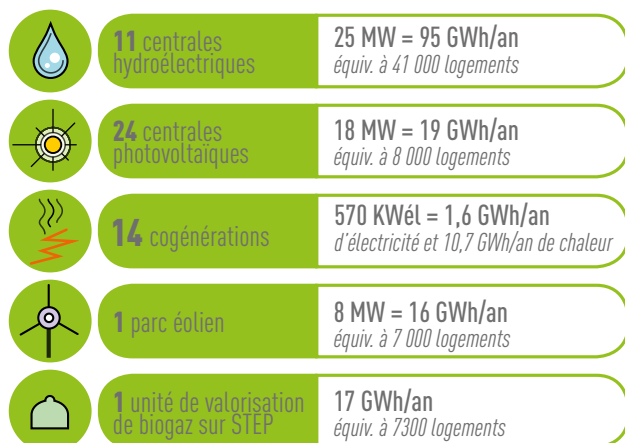 11 centrales
hydroélectriques
25 MW = 95 GWh/an
équiv. à 41 000 logements
24 centrales
photovoltaïques
18 MW = 19 GWh/an
équiv. à 8 000 logements
14 cogénérations
570 KWél = 1,6 GWh/an
d'électricité et 10,7 GWh/an de chaleur
1 parc éolien
8 MW = 16 GWh/an
équiv. à 7 000 logements
1 unité de valorisation
de biogaz sur STEP
17 GWh/an
équiv. à 7300 logements